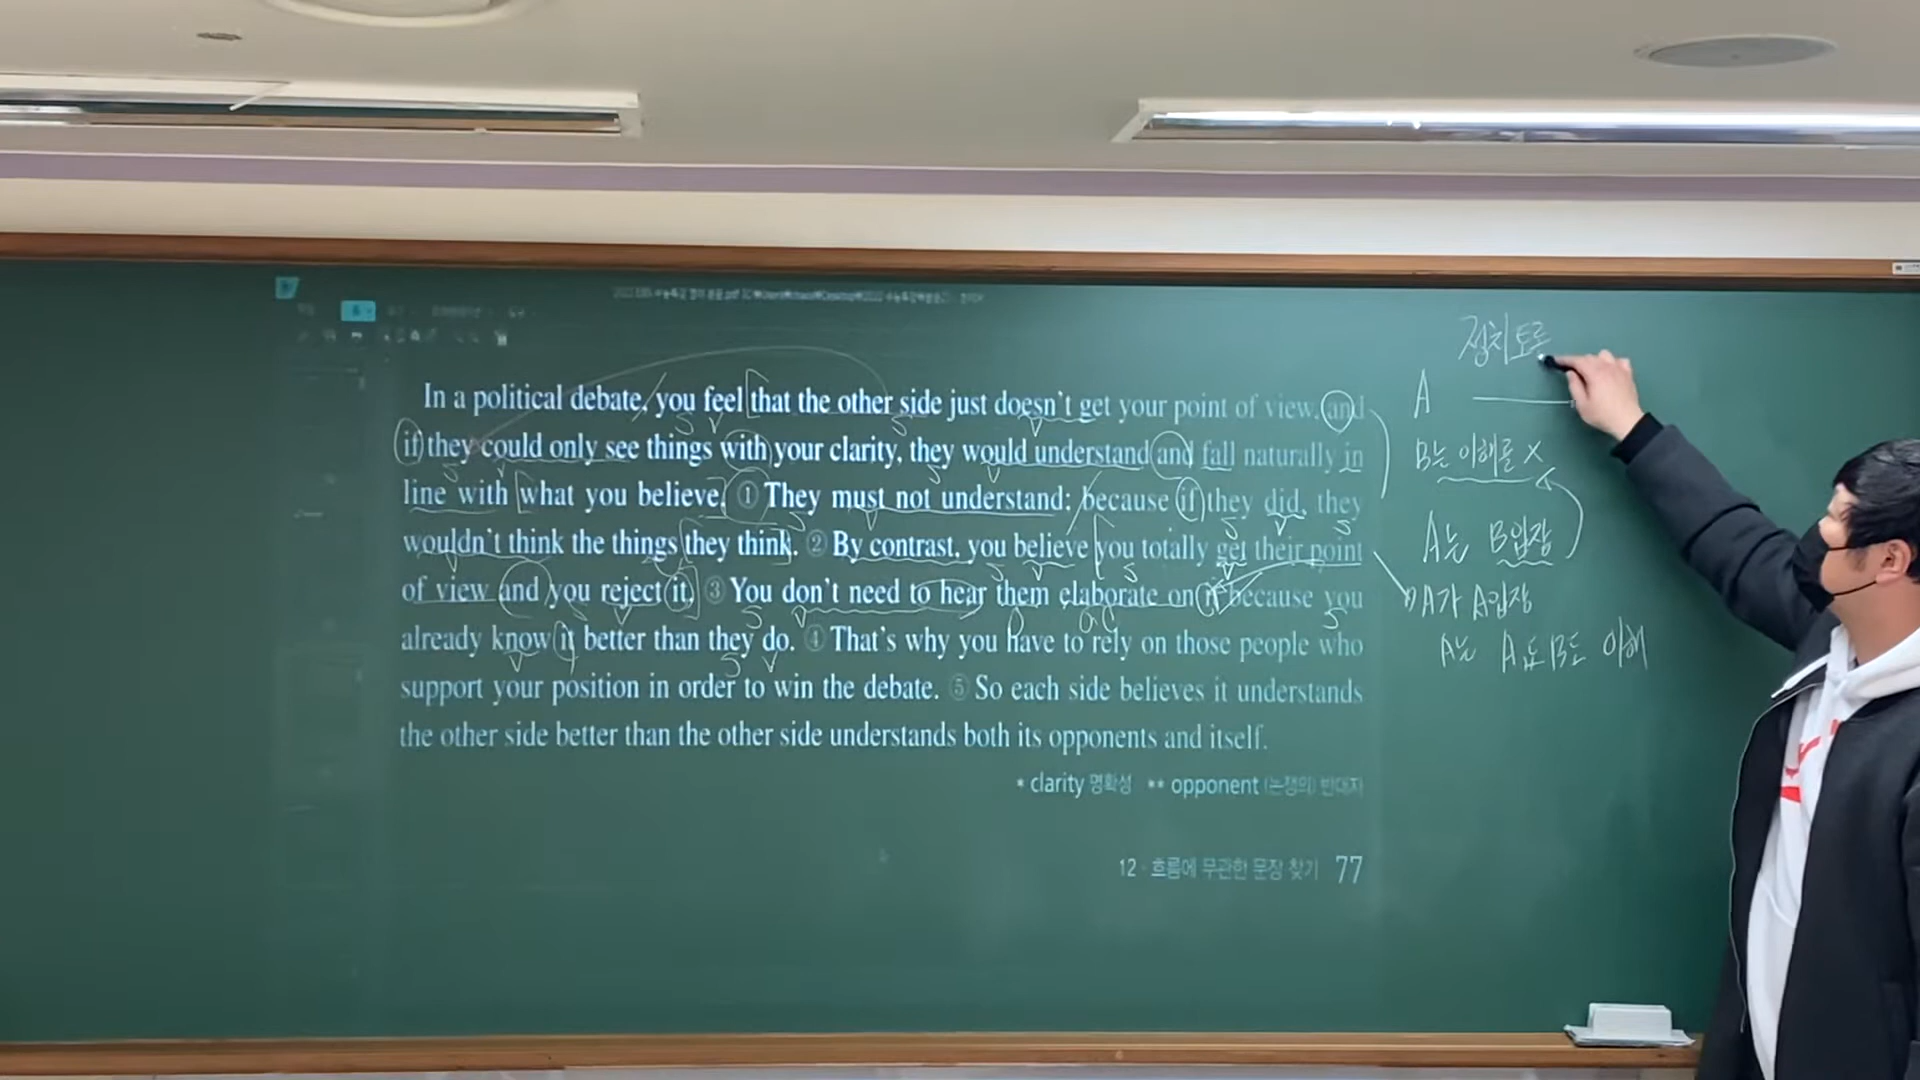 In a political debate, you feel that the other side just doesn't get your point of view, and
if they could only see things with your clarity, they would understand and fall naturally in
line with what you believe. ① They must not understand: because if they did, they
wouldn't think the things they think. ② By contrast, you believe you totally get their point
of view and you reject it. ③ You don't need to hear them elaborate on it because you
already know it better than they do. ④ That's why you have to rely on those people who
support your position in order to win the debate. ⑤ So each side believes it understands
the other side better than the other side understands both its opponents and itself.
* clarity 명확성 ** opponent (논쟁의) 반대자
12 · 흐름에 무관한 문장 찾기 77
정치토론
A
B는 이해를 X
A는 B입장
A가 A입장
A는 A도 B도 이해
S V S V
S V S V
S V S V S
V S V S V
S V S V O O.C S
V S V